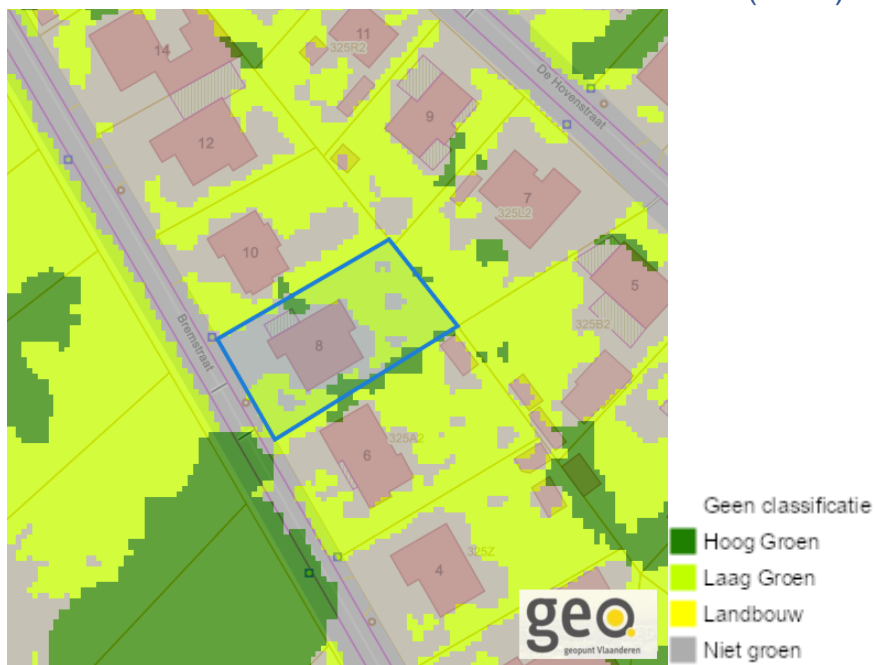 14
11
325R2
De Hovenstraat
9
12
7
325L2
10
5
325B2
Bremstraat
8
325A2
6
325Z
4
geo
geopunt Vlaanderen
Geen classificatie
Hoog Groen
Laag Groen
Landbouw
Niet groen